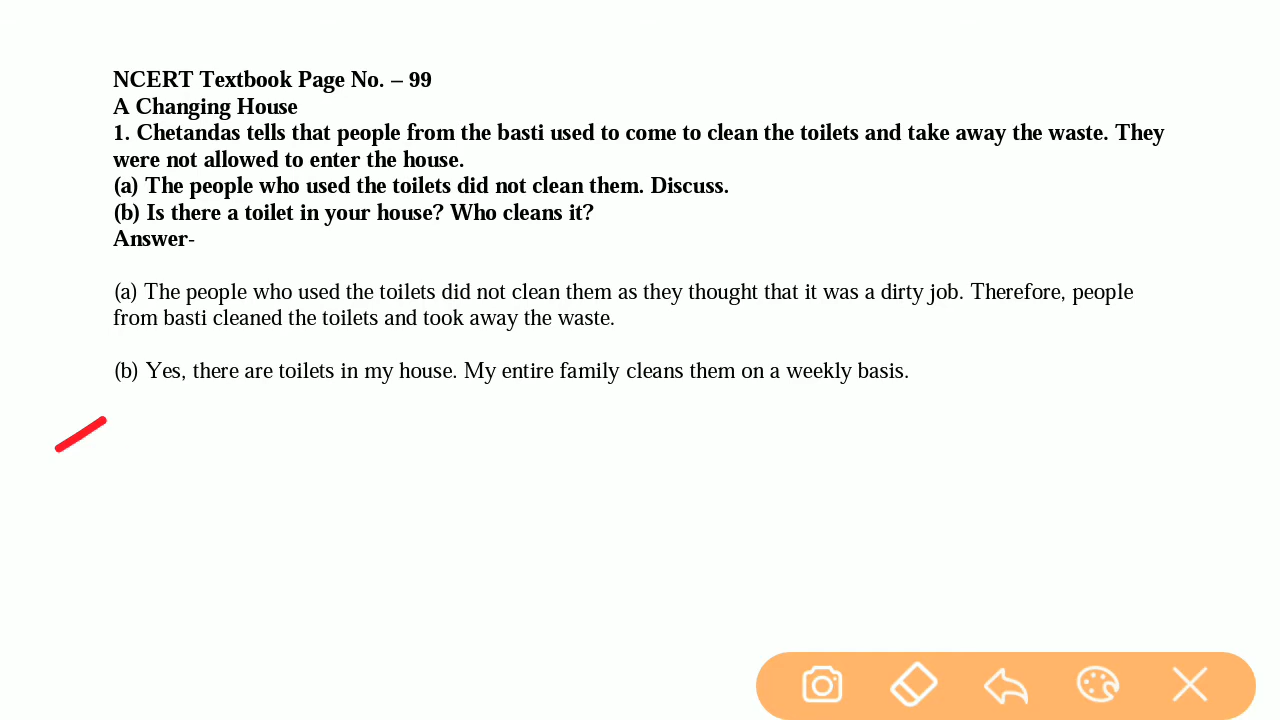 NCERT Textbook Page No. – 99
A Changing House
1. Chetandas tells that people from the basti used to come to clean the toilets and take away the waste. They
were not allowed to enter the house.
(a) The people who used the toilets did not clean them. Discuss.
(b) Is there a toilet in your house? Who cleans it?
Answer-
(a) The people who used the toilets did not clean them as they thought that it was a dirty job. Therefore, people
from basti cleaned the toilets and took away the waste.
(b) Yes, there are toilets in my house. My entire family cleans them on a weekly basis.